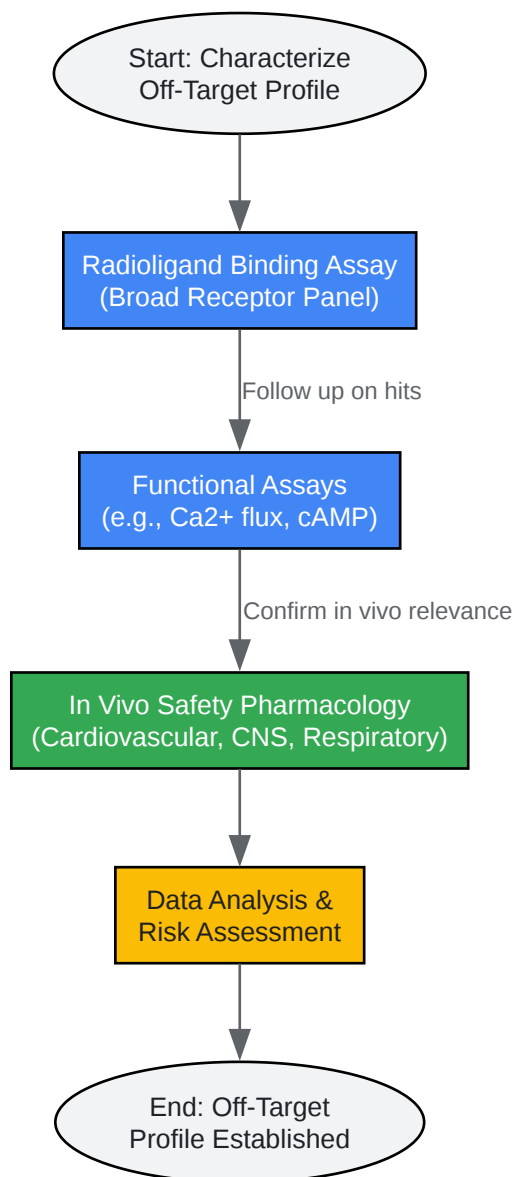 Start: Characterize
Off-Target Profile
Radioligand Binding Assay
(Broad Receptor Panel)
Follow up on hits
Functional Assays
(e.g., Ca2+ flux, cAMP)
Confirm in vivo relevance
In Vivo Safety Pharmacology
(Cardiovascular, CNS, Respiratory)
Data Analysis &
Risk Assessment
End: Off-Target
Profile Established